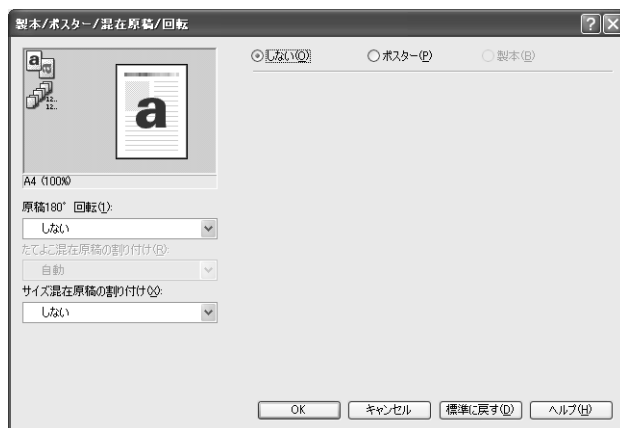 製本/ポスター/混在原稿/回転
しない(O) ポスター(P) 製本(B)
a a
12..
12..
a
A4 (100%)
原稿180° 回転(1):
しない
たてよこ混在原稿の割り付け(R):
自動
サイズ混在原稿の割り付け(X):
しない
OK キャンセル 標準に戻す(D) ヘルプ(H)